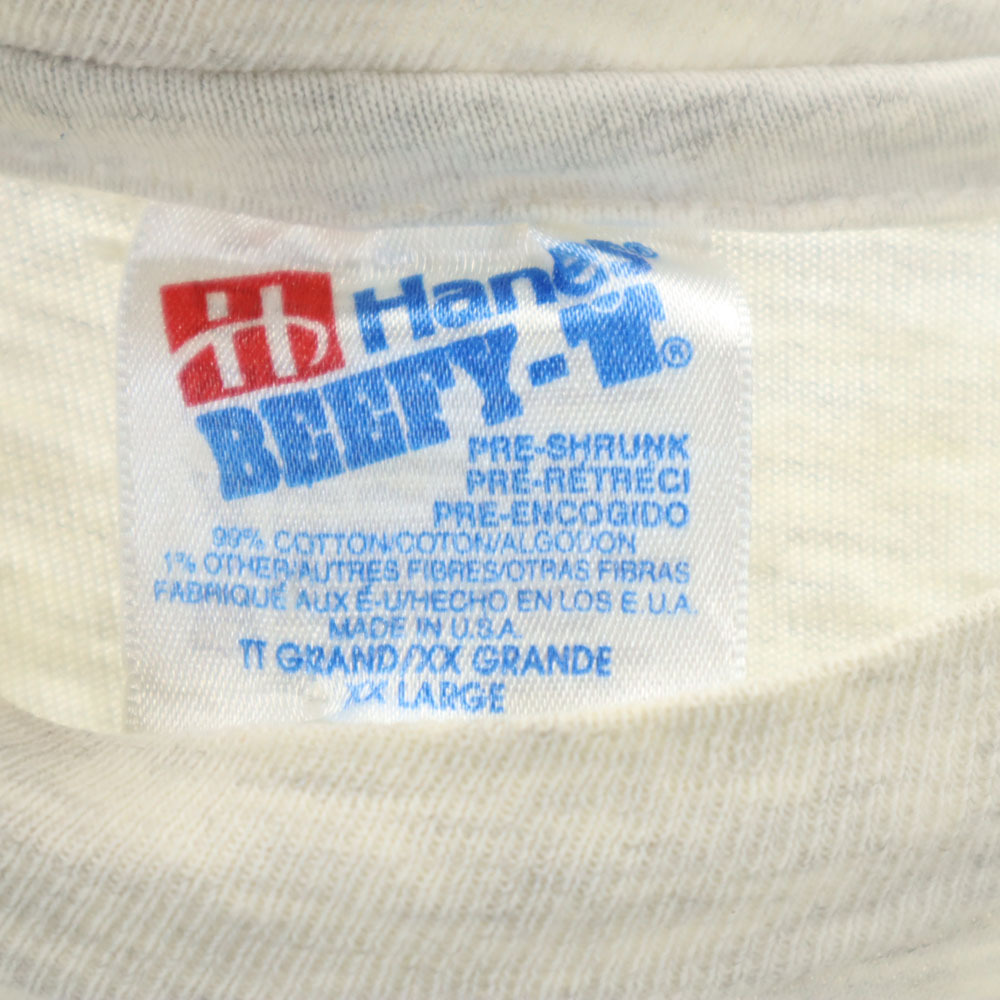 Hanes
BEEFY-T®
PRE-SHRUNK
PRÉ-RÉTRÉCI
PRE-ENCOGIDO
99% COTTON/COTON/ALGODON
1% OTHER/AUTRES FIBRES/OTRAS FIBRAS
FABRIQUÉ AUX É-U/HECHO EN LOS E.U.A.
MADE IN U.S.A.
TT GRAND/XX GRANDE
XX LARGE